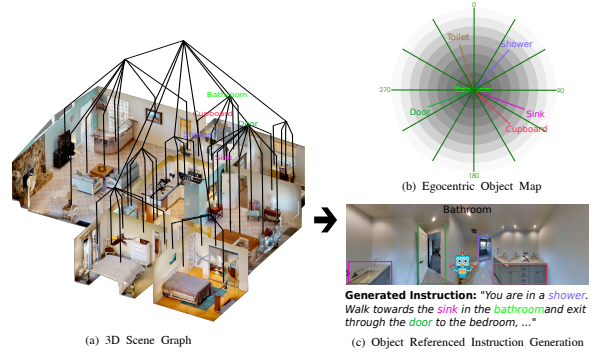 Bathroom
Cupboard
Door
Sink
(a) 3D Scene Graph
0
Toilet
Shower
270
90
Door
Sink
Cupboard
180
(b) Egocentric Object Map
Bathroom
Generated Instruction: "You are in a shower.
Walk towards the sink in the bathroomand exit
through the door to the bedroom, ..."
(c) Object Referenced Instruction Generation